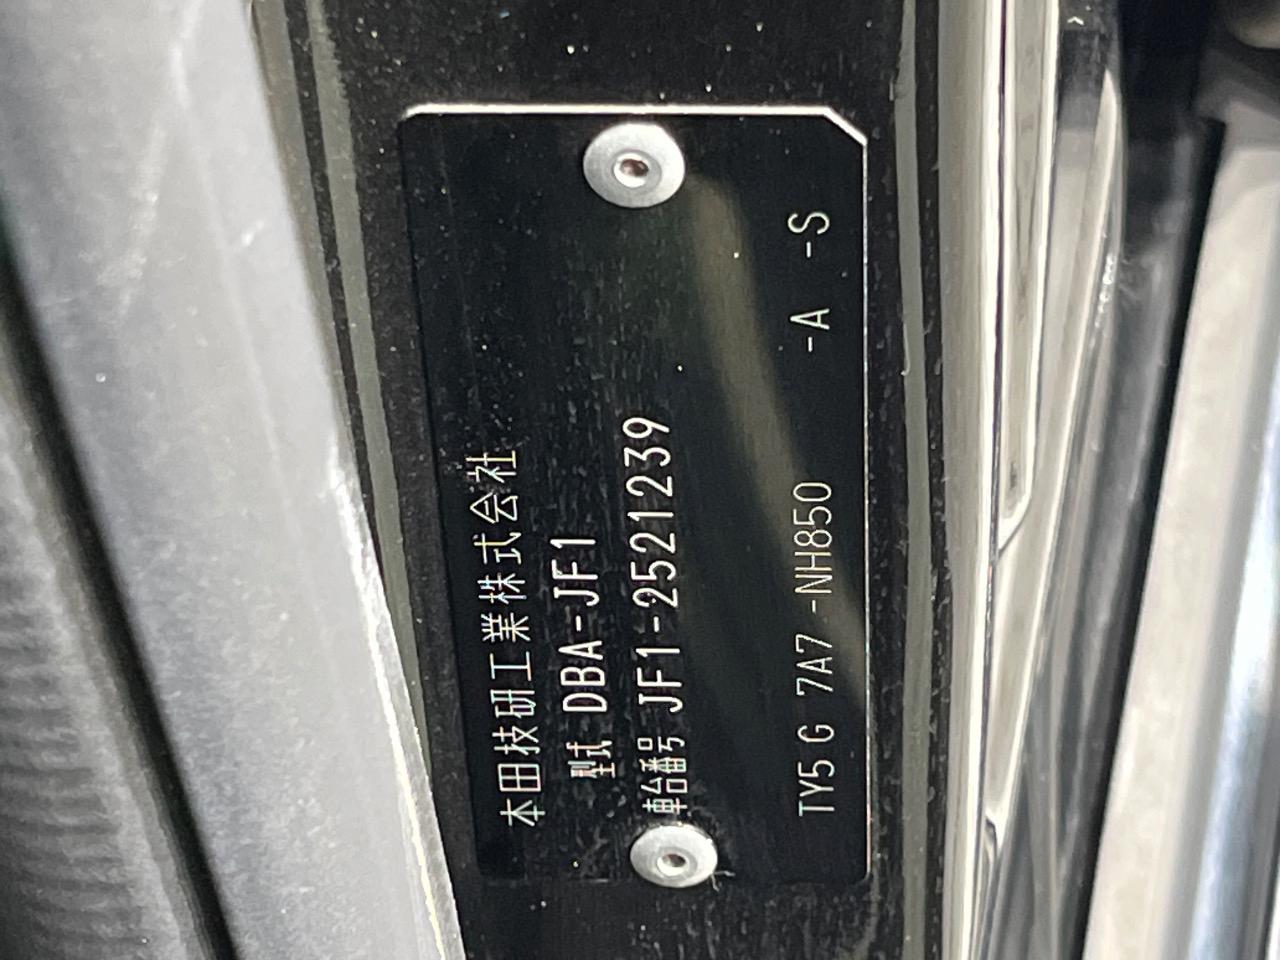 本田技研工業株式会社
型式 DBA-JF1
車台番号 JF1-2521239
TY5 G 7A7 -NH850 -A -S